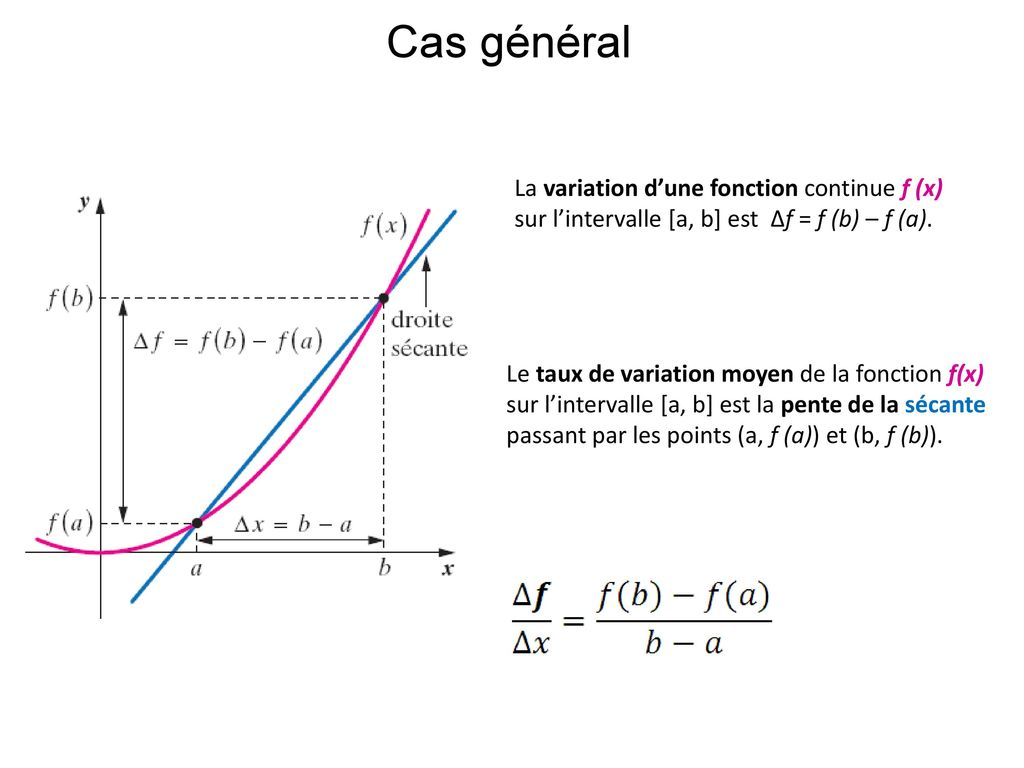 Cas général
La variation d’une fonction continue f (x)
sur l’intervalle [a, b] est Δf = f (b) – f (a).
y
f(x)
f(b)
Δf = f(b) – f(a)
droite
sécante
Le taux de variation moyen de la fonction f(x)
sur l’intervalle [a, b] est la pente de la sécante
passant par les points (a, f (a)) et (b, f (b)).
f(a)
Δx = b – a
a
b
x
Δf/Δx = (f(b) − f(a))/(b − a)